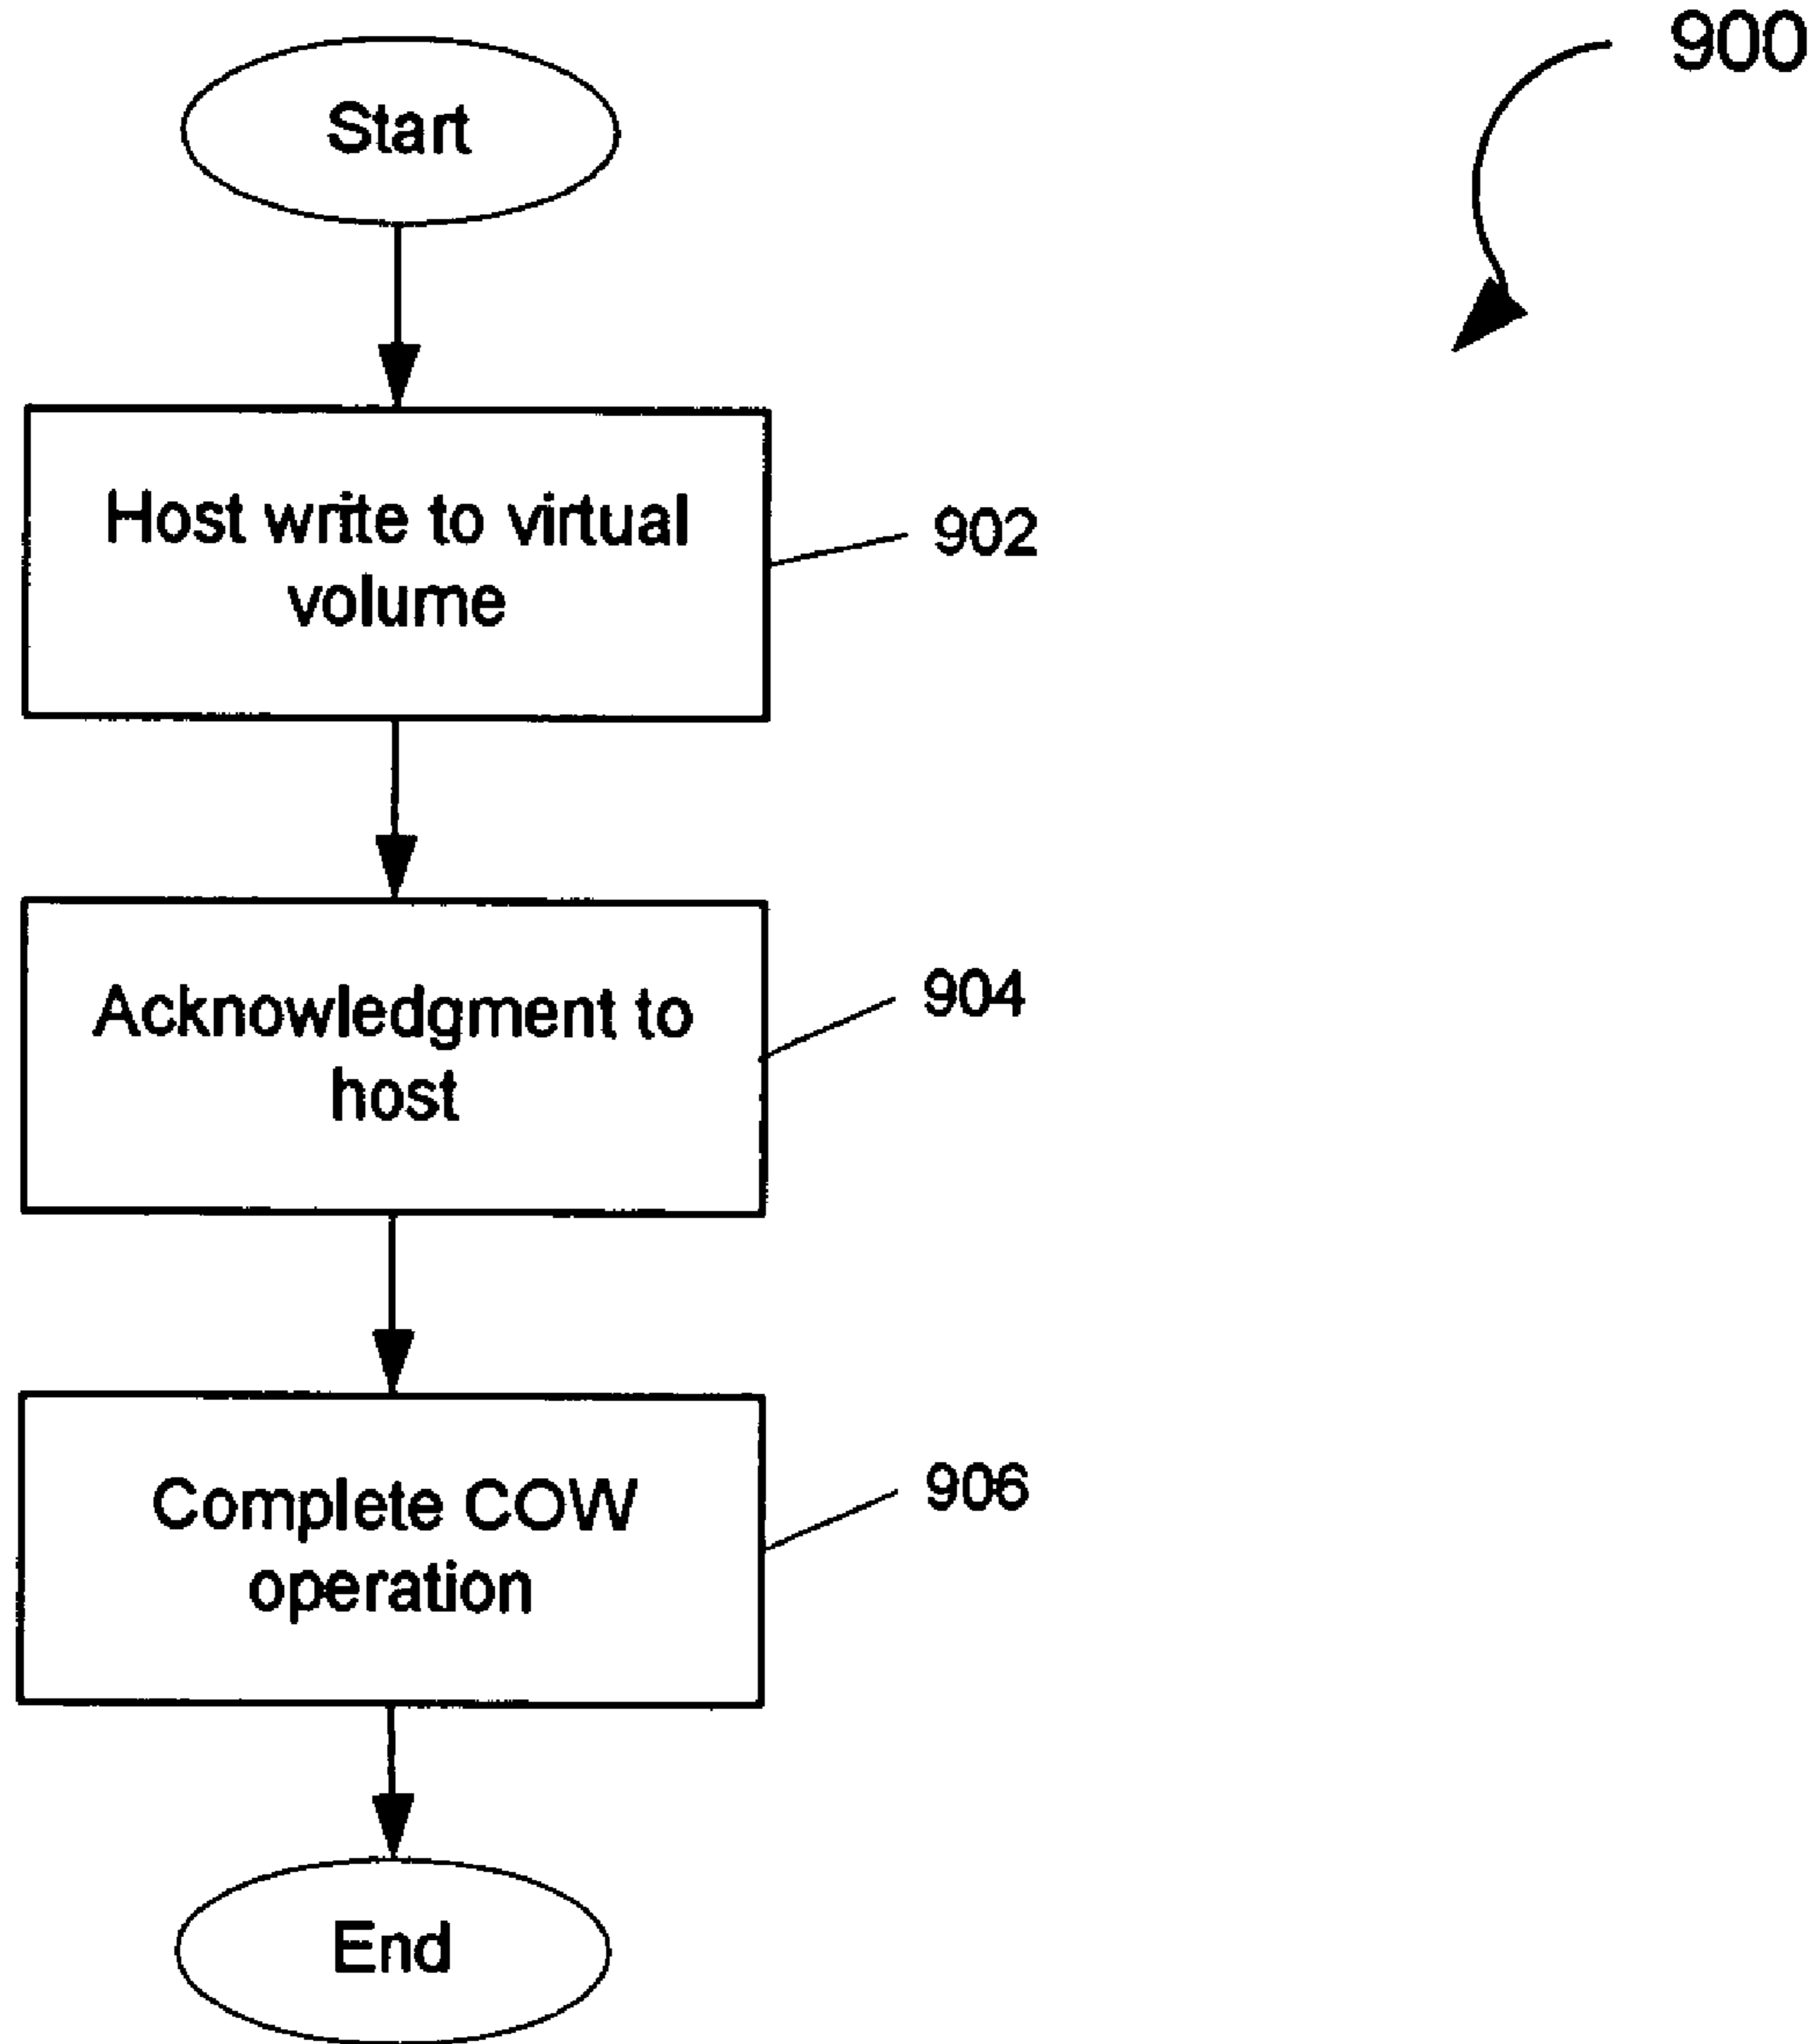 900
Start
Host write to virtual
volume
902
Acknowledgment to
host
904
Complete COW
operation
906
End